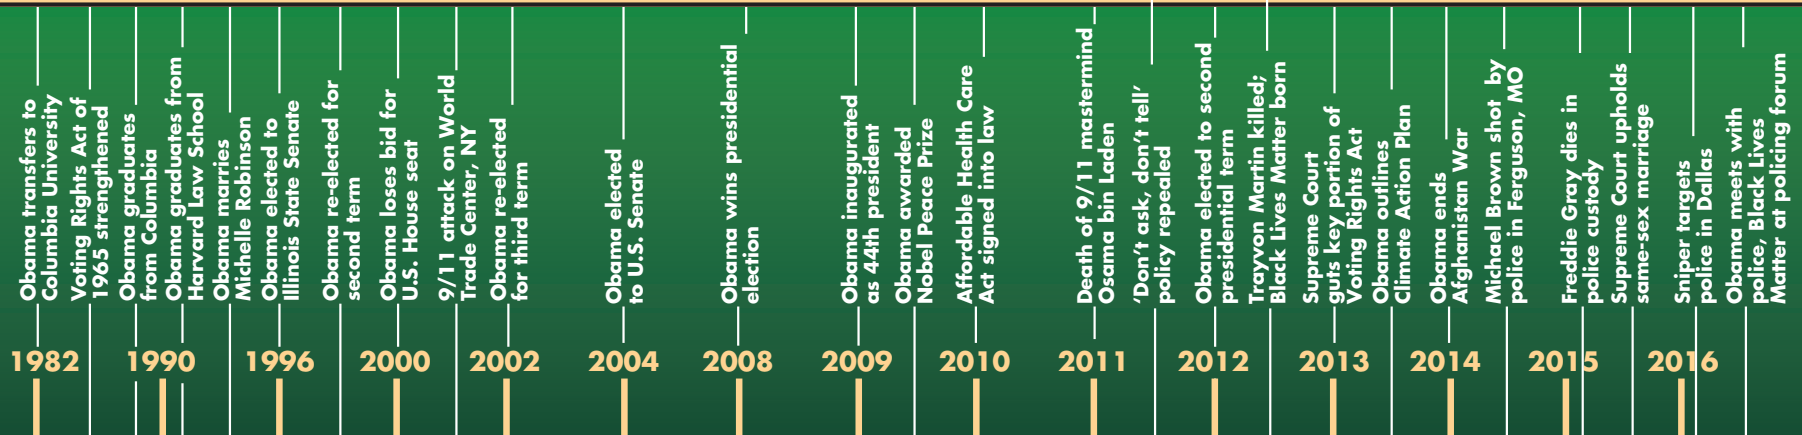 Obama transfers to
Columbia University
Voting Rights Act of
1965 strengthened
Obama graduates
from Columbia
Obama graduates from
Harvard Law School
Obama marries
Michelle Robinson
Obama elected to
Illinois State Senate
Obama re-elected for
second term
Obama loses bid for
U.S. House seat
9/11 attack on World
Trade Center, NY
Obama re-elected
for third term
Obama elected
to U.S. Senate
Obama wins presidential
election
Obama inaugurated
as 44th president
Obama awarded
Nobel Peace Prize
Affordable Health Care
Act signed into law
Death of 9/11 mastermind
Osama bin Laden
'Don't ask, don't tell'
policy repealed
Obama elected to second
presidential term
Trayvon Martin killed;
Black Lives Matter born
Supreme Court
guts key portion of
Voting Rights Act
Obama outlines
Climate Action Plan
Obama ends
Afghanistan War
Michael Brown shot by
police in Ferguson, MO
Freddie Gray dies in
police custody
Supreme Court upholds
same-sex marriage
Sniper targets
police in Dallas
Obama meets with
police, Black Lives
Matter at policing forum
1982 1990 1996 2000 2002 2004 2008 2009 2010 2011 2012 2013 2014 2015 2016